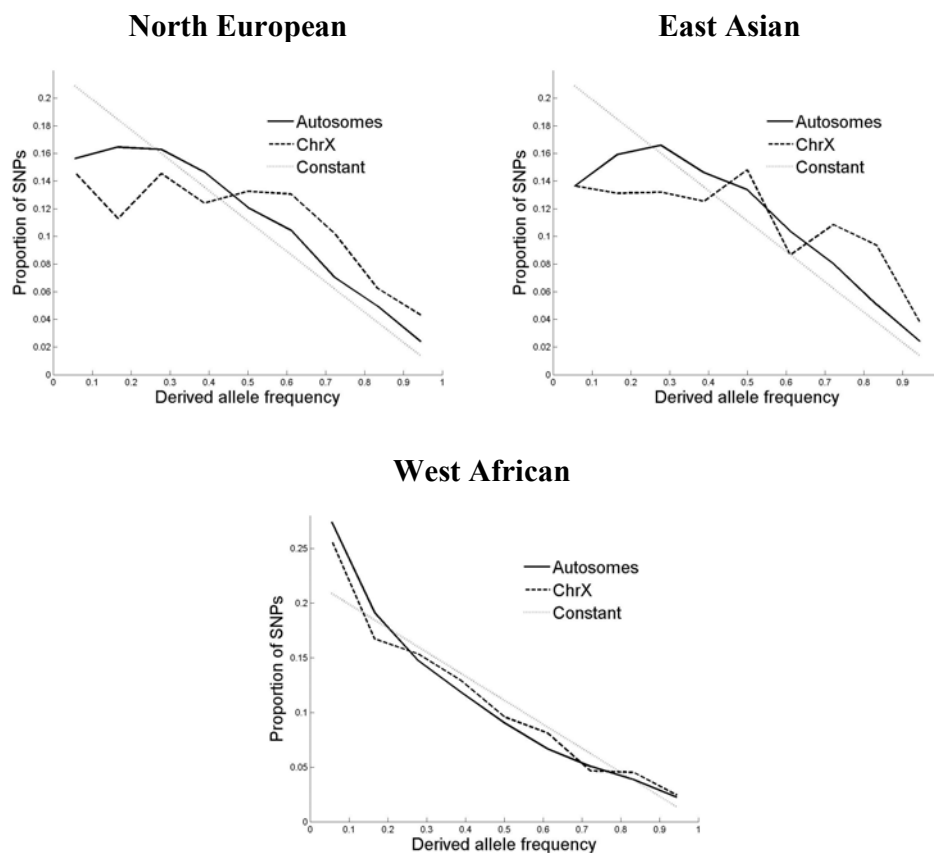 North European
East Asian
0.2
0.18
0.16
0.14
0.12
0.1
0.08
0.06
0.04
0.02
0
Proportion of SNPs
Autosomes
ChrX
Constant
0 0.1 0.2 0.3 0.4 0.5 0.6 0.7 0.8 0.9 1
Derived allele frequency
0.2
0.18
0.16
0.14
0.12
0.1
0.08
0.06
0.04
0.02
0
Proportion of SNPs
Autosomes
ChrX
Constant
0 0.1 0.2 0.3 0.4 0.5 0.6 0.7 0.8 0.9
Derived allele frequency
West African
0.25
0.2
0.15
0.1
0.05
0
Proportion of SNPs
Autosomes
ChrX
Constant
0 0.1 0.2 0.3 0.4 0.5 0.6 0.7 0.8 0.9 1
Derived allele frequency